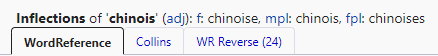 Inflections of 'chinois' (adj): f: chinoise, mpl: chinois, fpl: chinoises
WordReference Collins WR Reverse (24)